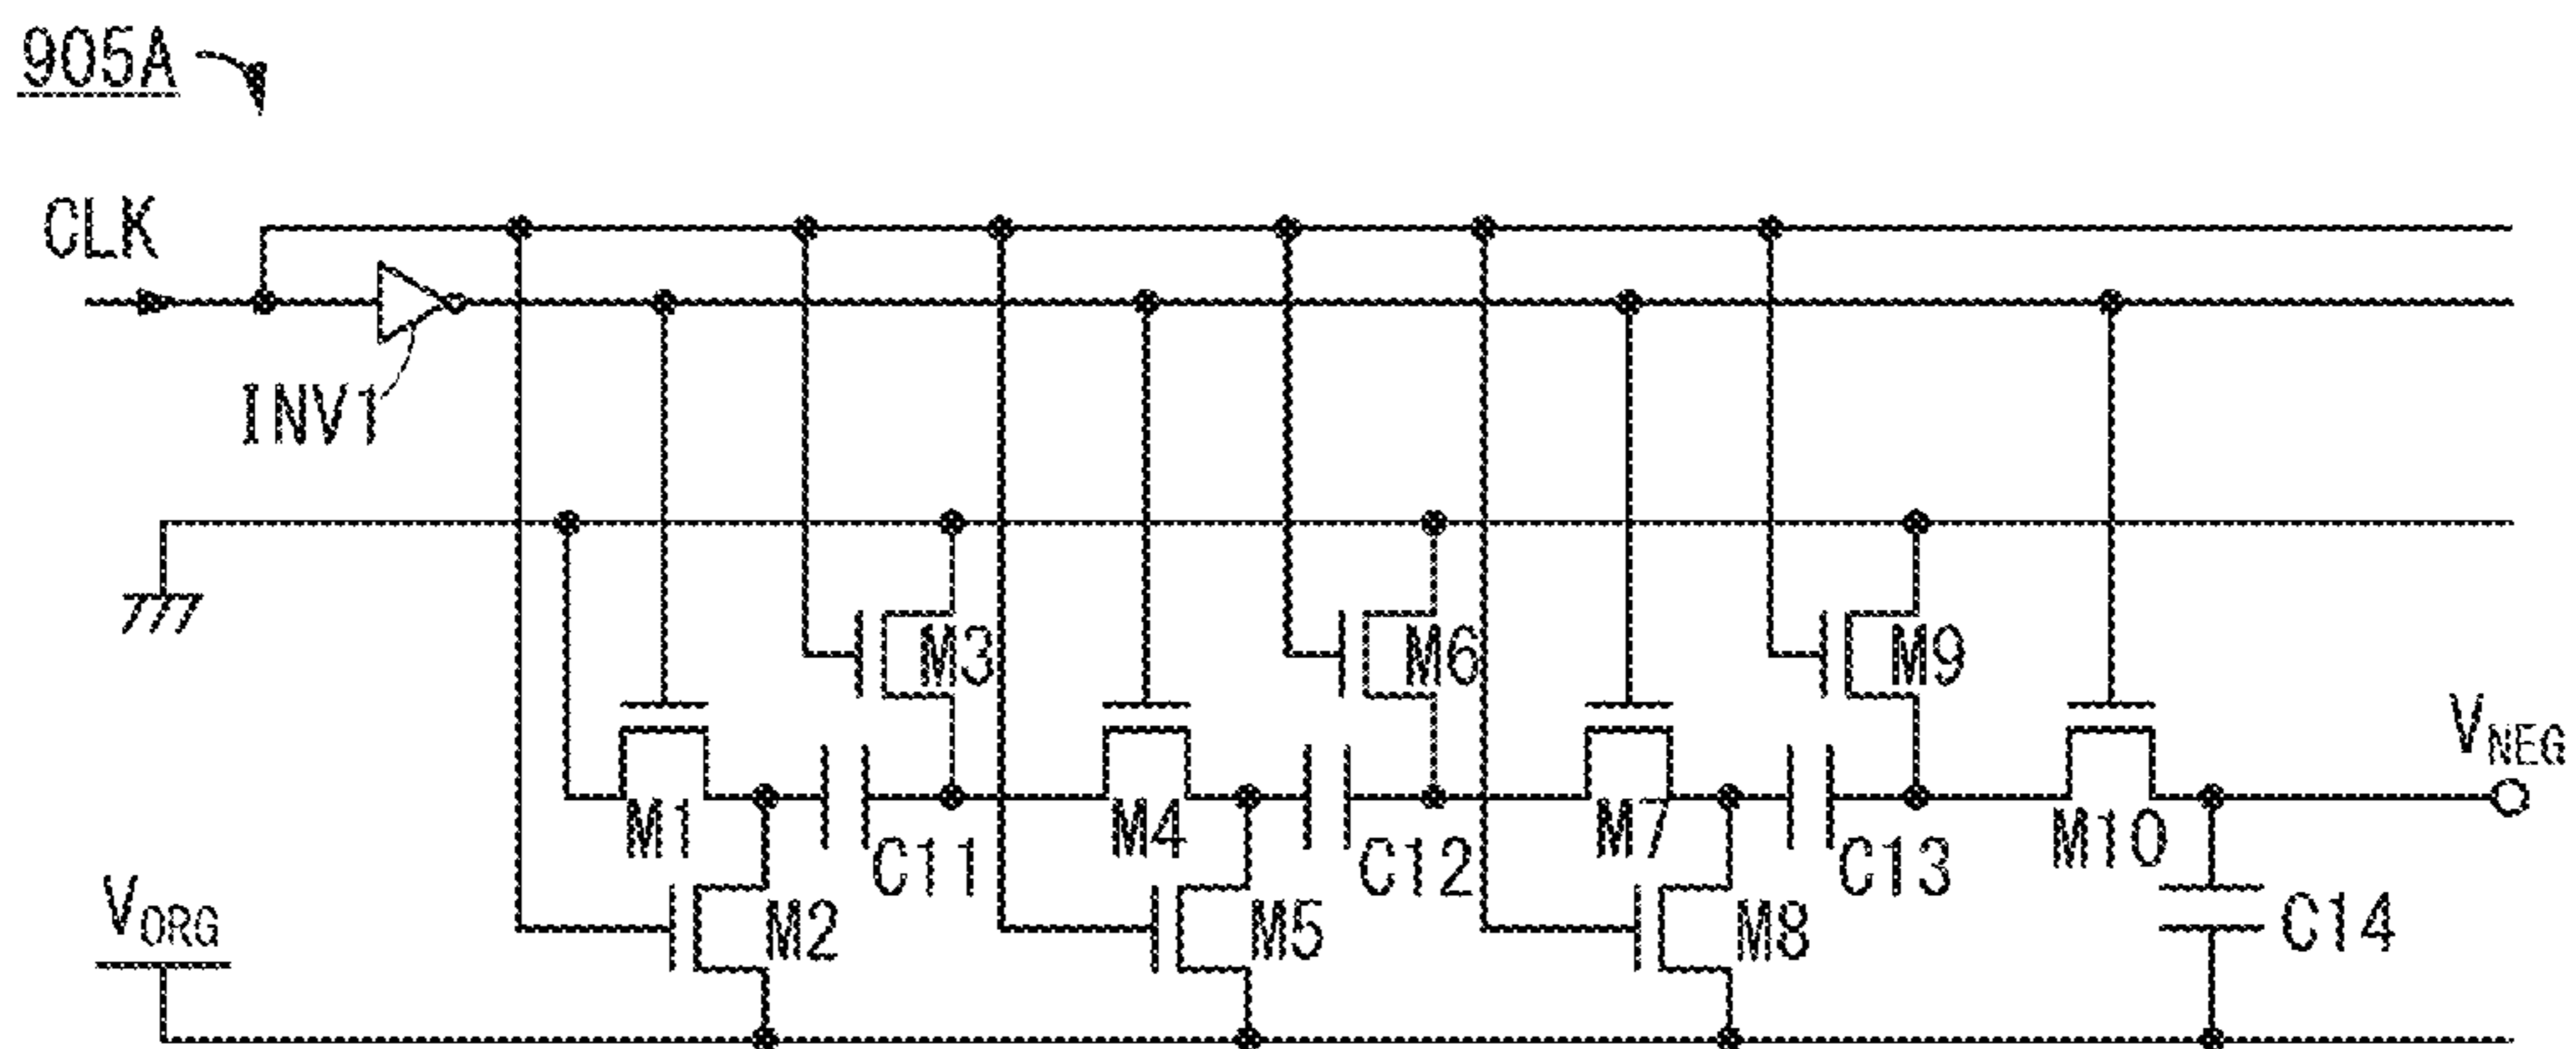 905A
CLK
INV1
M3
M6
M9
V_NEG
M1
M4
M7
M10
C11
C12
C13
V_ORG
M2
M5
M8
C14